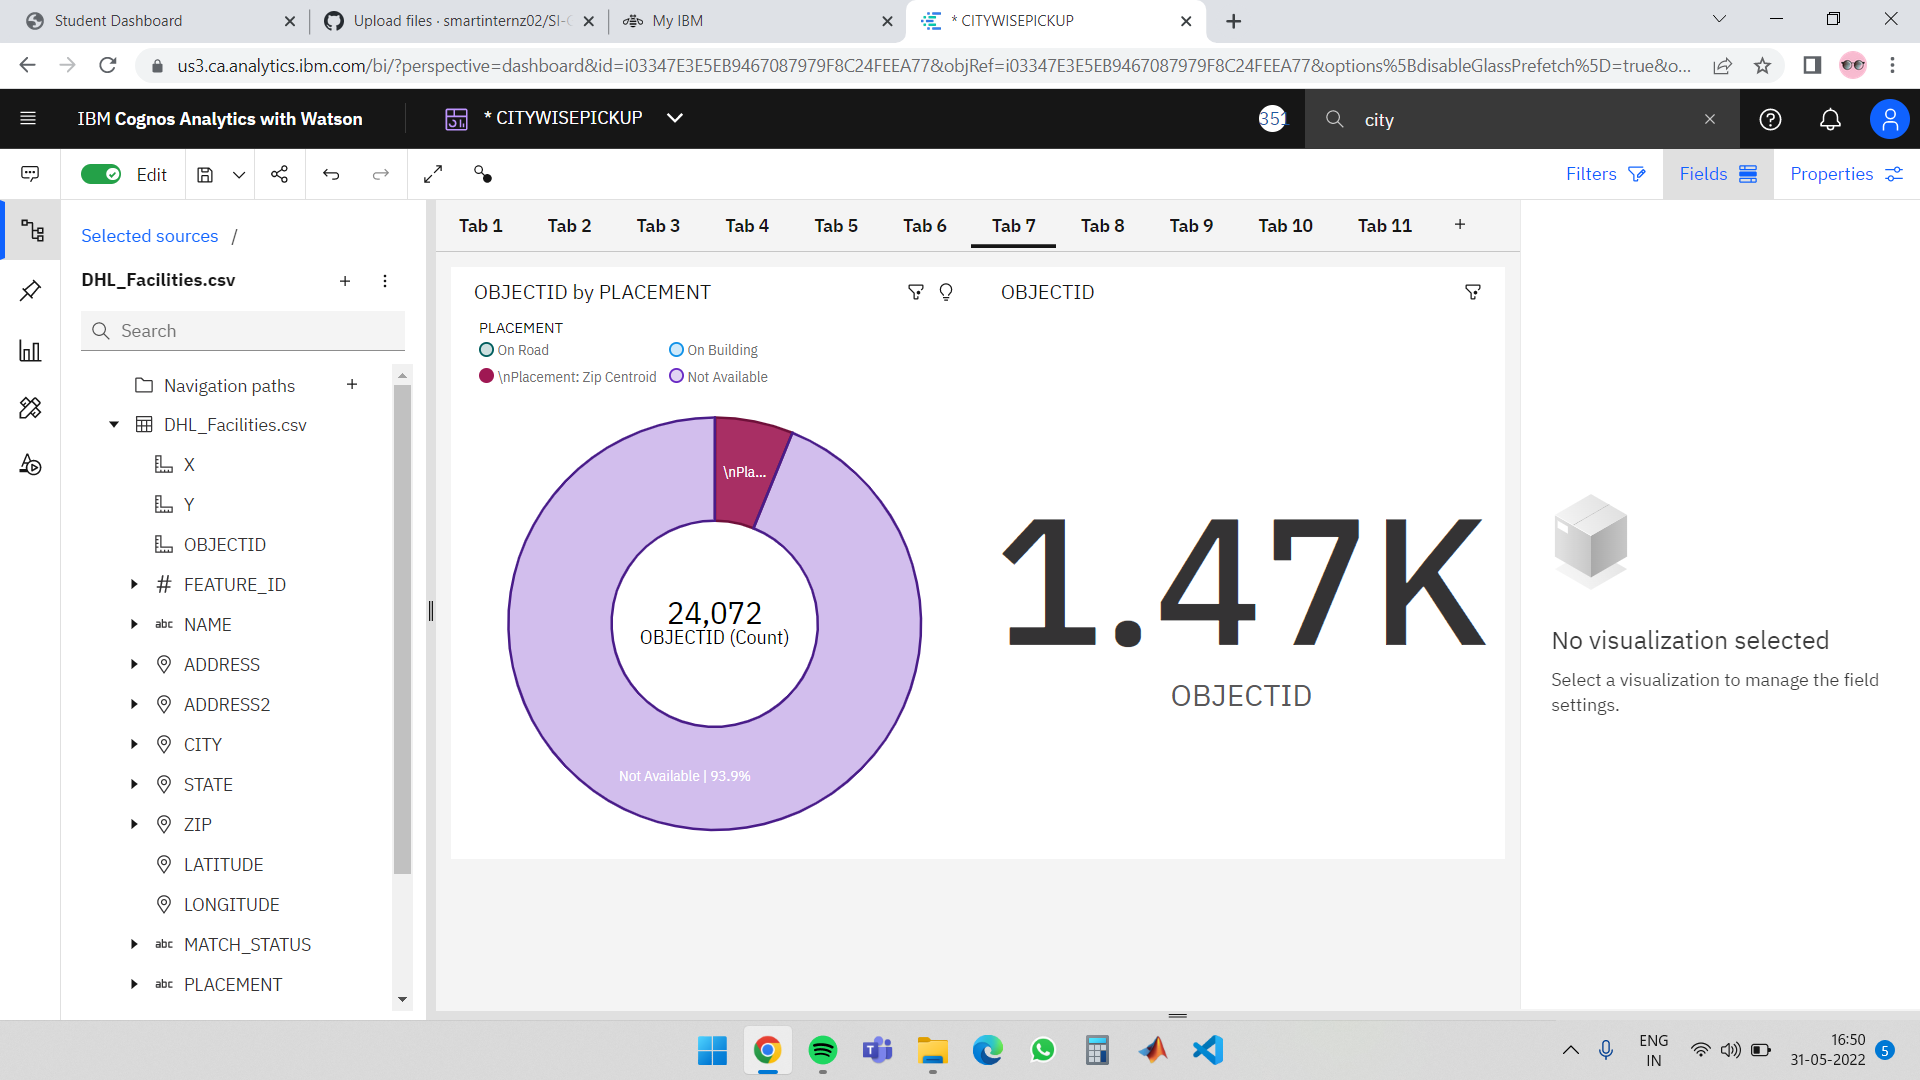 Student Dashboard
Upload files · smartinternz02/SI-G
My IBM
* CITYWISEPICKUP
us3.ca.analytics.ibm.com/bi/?perspective=dashboard&id=i03347E3E5EB9467087979F8C24FEEA77&objRef=i03347E3E5EB9467087979F8C24FEEA77&options%5BdisableGlassPrefetch%5D=true&o...
IBM Cognos Analytics with Watson
* CITYWISEPICKUP
351
city
Edit
Filters
Fields
Properties
Selected sources /
DHL_Facilities.csv
Search
Navigation paths
DHL_Facilities.csv
X
Y
OBJECTID
# FEATURE_ID
abc NAME
ADDRESS
ADDRESS2
CITY
STATE
ZIP
LATITUDE
LONGITUDE
abc MATCH_STATUS
abc PLACEMENT
Tab 1
Tab 2
Tab 3
Tab 4
Tab 5
Tab 6
Tab 7
Tab 8
Tab 9
Tab 10
Tab 11
OBJECTID by PLACEMENT
PLACEMENT
On Road
On Building
\nPlacement: Zip Centroid
Not Available
\nPla...
24,072
OBJECTID (Count)
Not Available | 93.9%
OBJECTID
1.47K
OBJECTID
No visualization selected
Select a visualization to manage the field
settings.
ENG
IN
16:50
31-05-2022
5